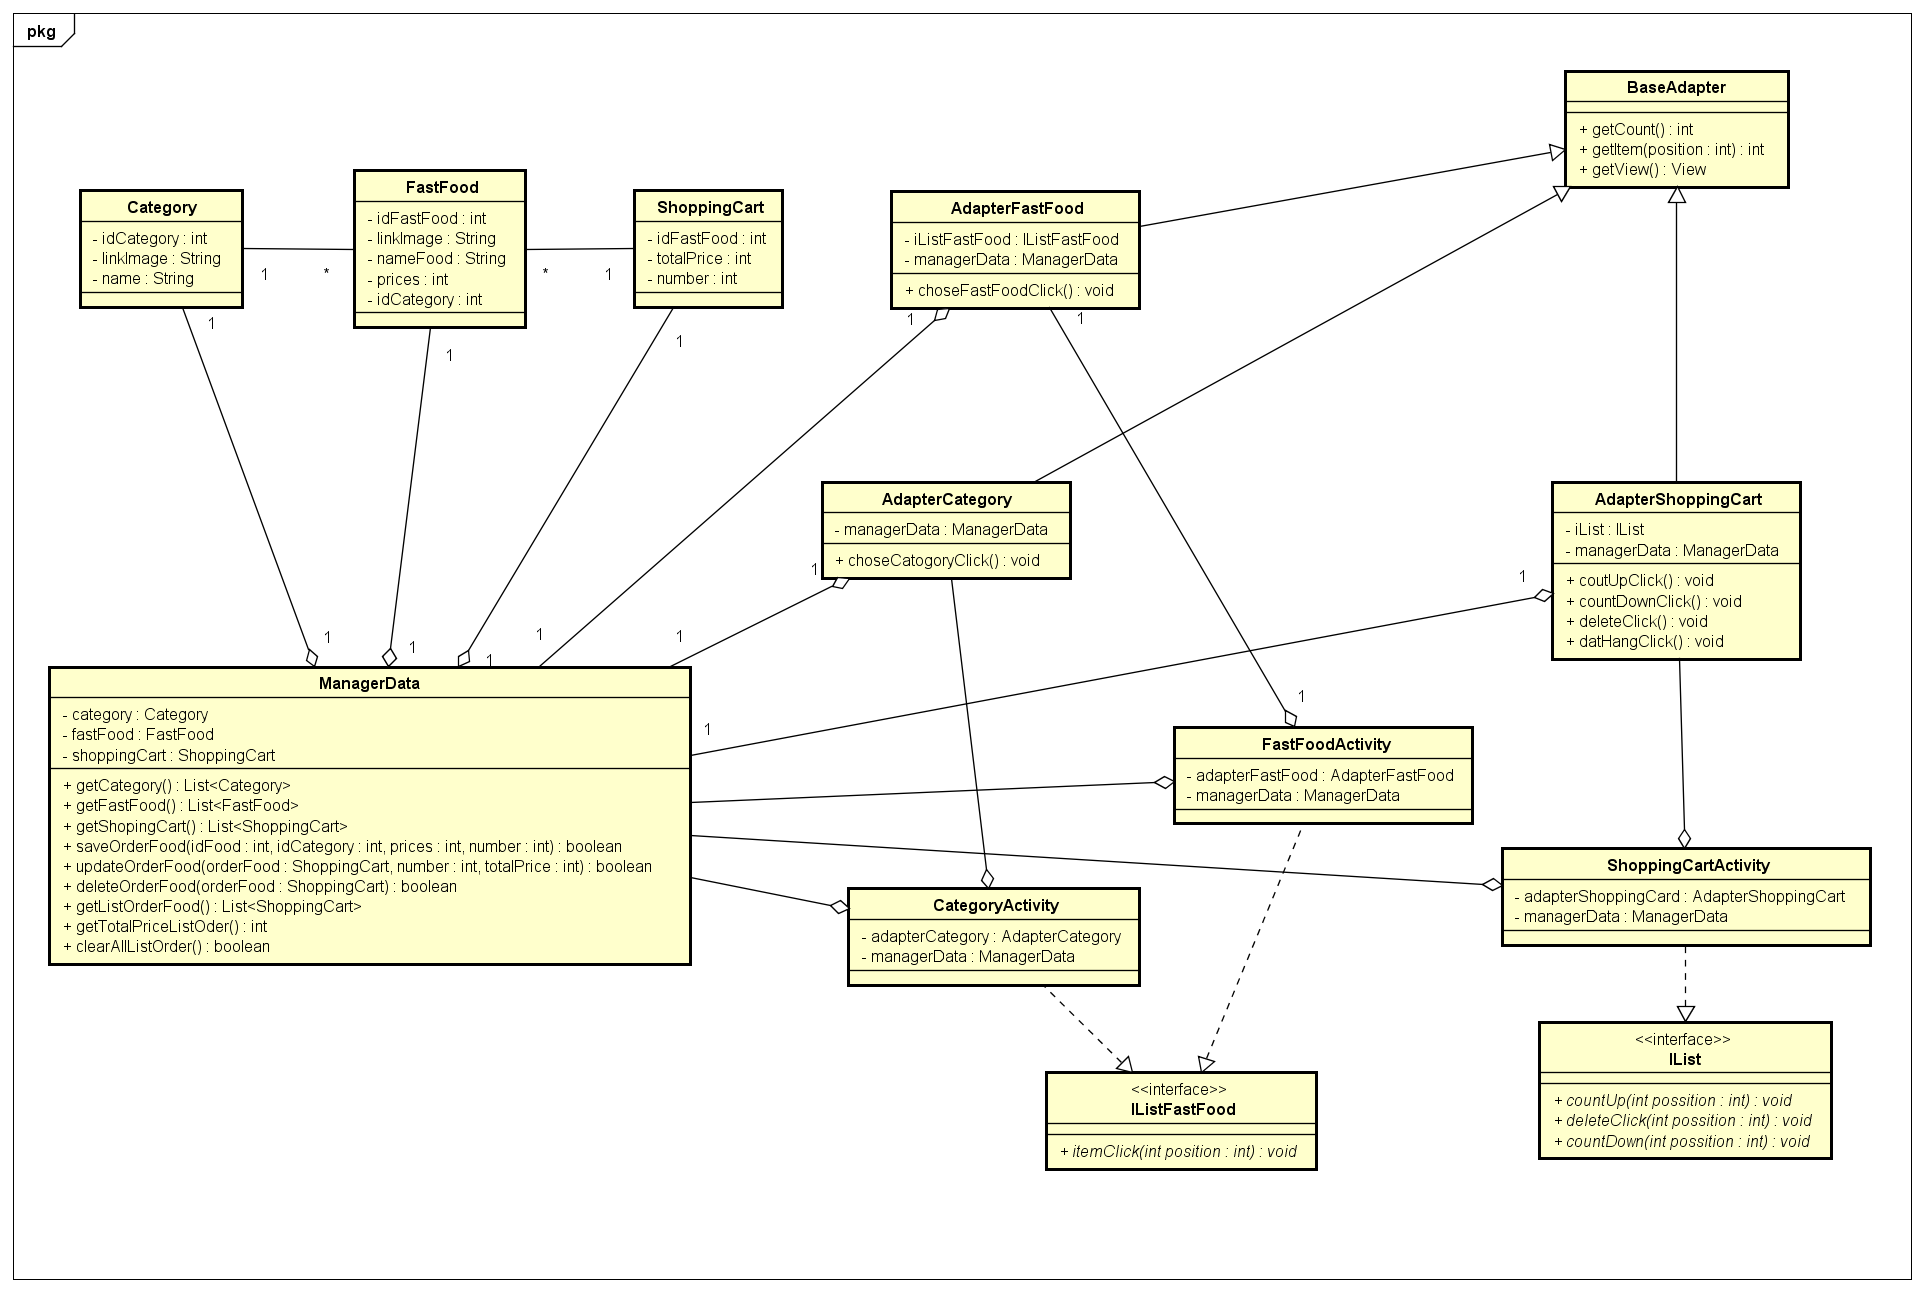 pkg
BaseAdapter
+ getCount() : int
+ getItem(position : int) : int
+ getView() : View
Category
- idCategory : int
- linkImage : String
- name : String
FastFood
- idFastFood : int
- linkImage : String
- nameFood : String
- prices : int
- idCategory : int
ShoppingCart
- idFastFood : int
- totalPrice : int
- number : int
AdapterFastFood
- iListFastFood : IListFastFood
- managerData : ManagerData
+ choseFastFoodClick() : void
1
*
*
1
1
1
1
1
1
AdapterCategory
- managerData : ManagerData
+ choseCatogoryClick() : void
AdapterShoppingCart
- iList : IList
- managerData : ManagerData
+ coutUpClick() : void
+ countDownClick() : void
+ deleteClick() : void
+ datHangClick() : void
1
1
1
1
1
1
1
1
1
ManagerData
- category : Category
- fastFood : FastFood
- shoppingCart : ShoppingCart
+ getCategory() : List<Category>
+ getFastFood() : List<FastFood>
+ getShopingCart() : List<ShoppingCart>
+ saveOrderFood(idFood : int, idCategory : int, prices : int, number : int) : boolean
+ updateOrderFood(orderFood : ShoppingCart, number : int, totalPrice : int) : boolean
+ deleteOrderFood(orderFood : ShoppingCart) : boolean
+ getListOrderFood() : List<ShoppingCart>
+ getTotalPriceListOder() : int
+ clearAllListOrder() : boolean
FastFoodActivity
- adapterFastFood : AdapterFastFood
- managerData : ManagerData
CategoryActivity
- adapterCategory : AdapterCategory
- managerData : ManagerData
ShoppingCartActivity
- adapterShoppingCard : AdapterShoppingCart
- managerData : ManagerData
<<interface>>
IListFastFood
+ itemClick(int position : int) : void
<<interface>>
IList
+ countUp(int possition : int) : void
+ deleteClick(int possition : int) : void
+ countDown(int possition : int) : void